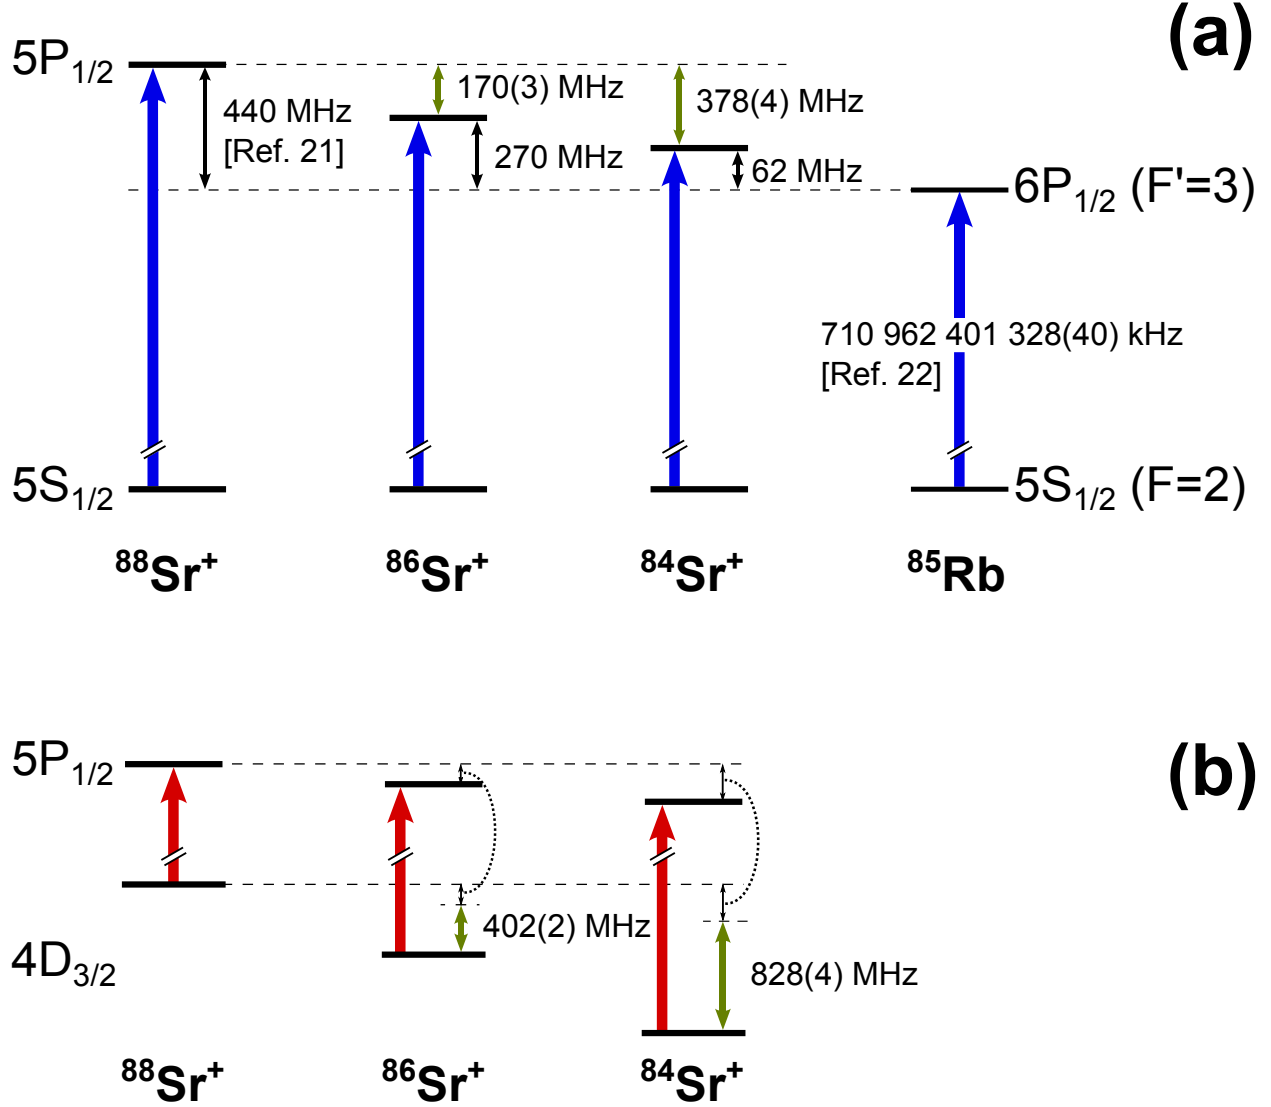 (a)
5P1/2
170(3) MHz
378(4) MHz
440 MHz
[Ref. 21]
270 MHz
62 MHz
6P1/2 (F'=3)
710 962 401 328(40) kHz
[Ref. 22]
5S1/2
5S1/2 (F=2)
88Sr+
86Sr+
84Sr+
85Rb
(b)
5P1/2
402(2) MHz
4D3/2
828(4) MHz
88Sr+
86Sr+
84Sr+